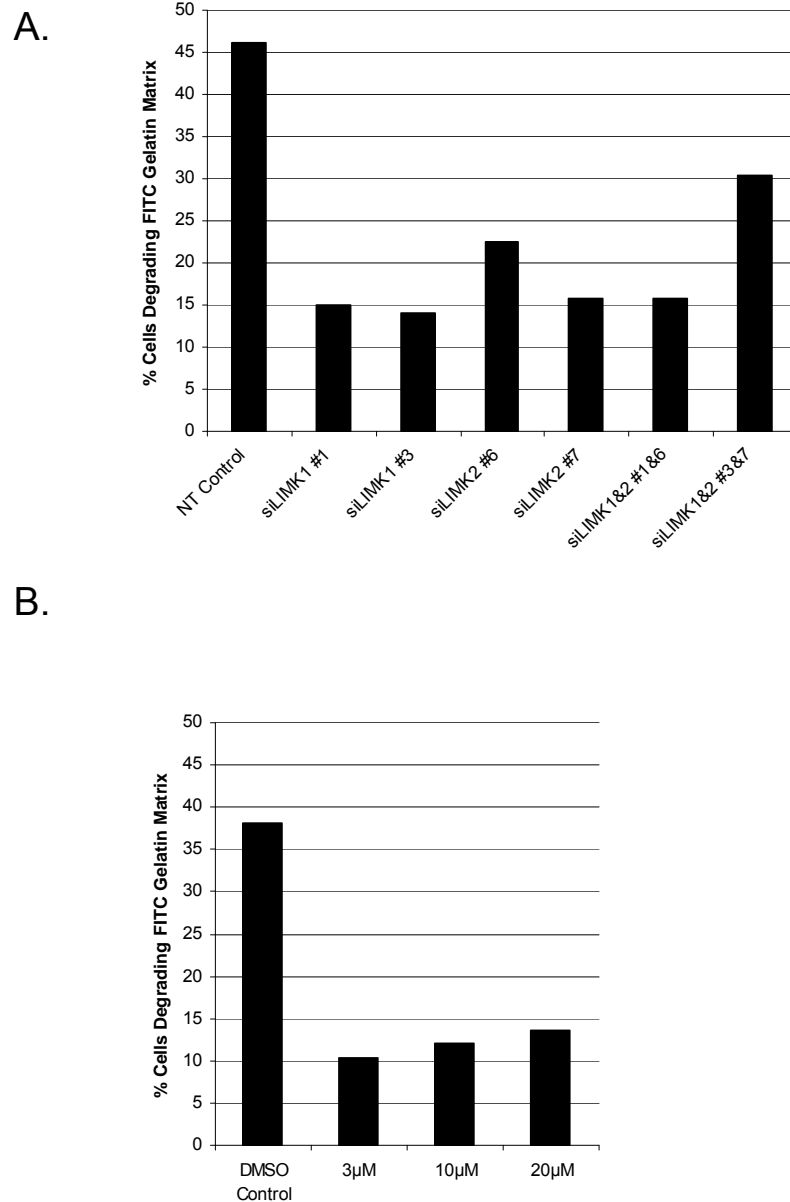 A.
% Cells Degrading FITC Gelatin Matrix
50
45
40
35
30
25
20
15
10
5
0
NT Control
siLIMK1 #1
siLIMK1 #3
siLIMK2 #6
siLIMK2 #7
siLIMK1&2 #1&6
siLIMK1&2 #3&7
B.
% Cells Degrading FITC Gelatin Matrix
50
45
40
35
30
25
20
15
10
5
0
DMSO
Control
3µM
10µM
20µM